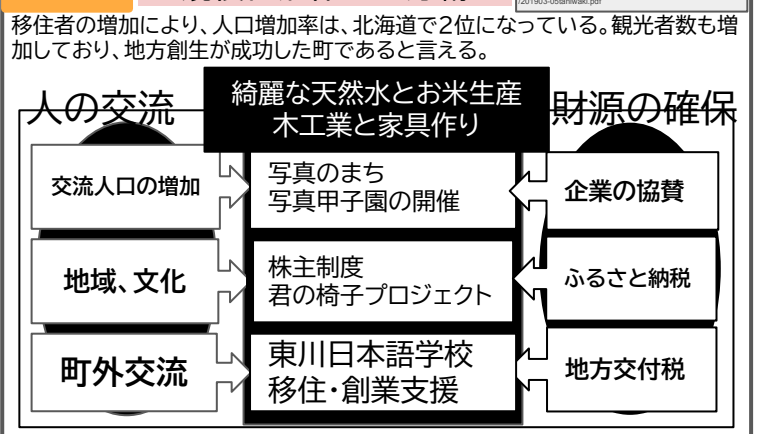 /201903-05taniwaki.pdf
移住者の増加により、人口増加率は、北海道で2位になっている。観光者数も増
加しており、地方創生が成功した町であると言える。
人の交流
綺麗な天然水とお米生産
木工業と家具作り
財源の確保
交流人口の増加
写真のまち
写真甲子園の開催
企業の協賛
地域、文化
株主制度
君の椅子プロジェクト
ふるさと納税
町外交流
東川日本語学校
移住・創業支援
地方交付税